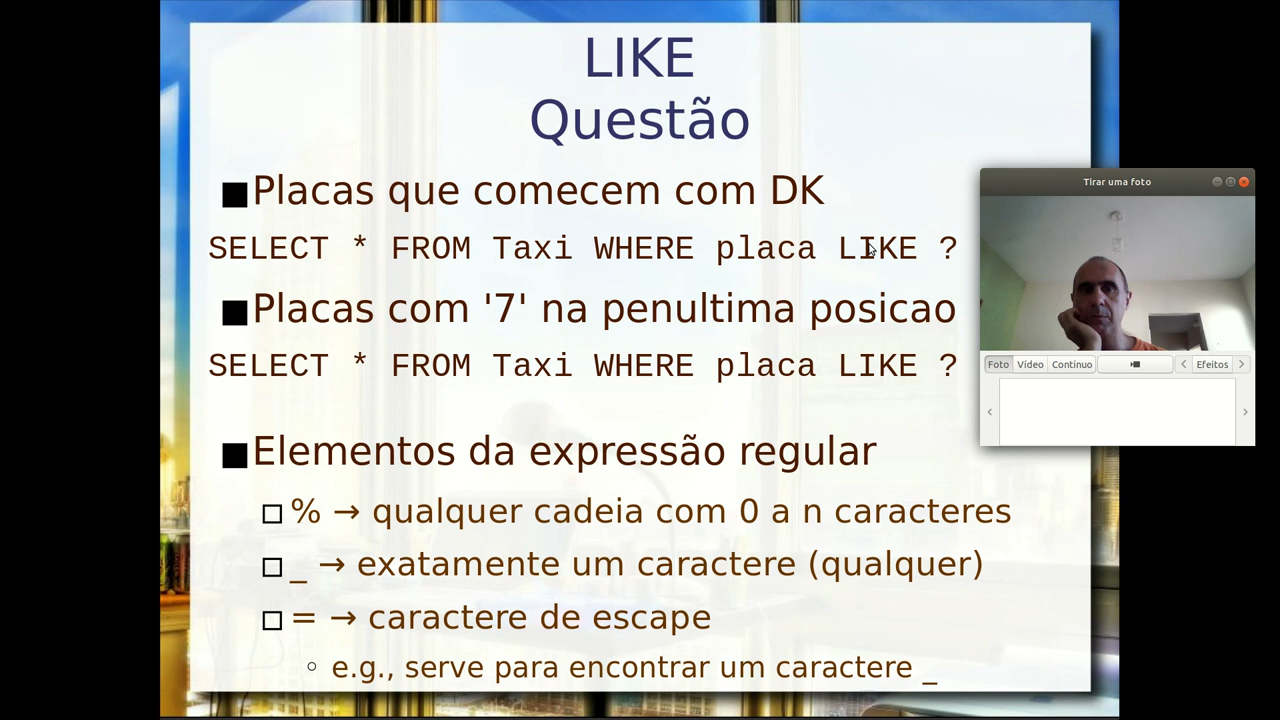 LIKE
Questão
Placas que comecem com DK
SELECT * FROM Taxi WHERE placa LIKE ?
Placas com '7' na penultima posicao
SELECT * FROM Taxi WHERE placa LIKE ?
Elementos da expressão regular
% → qualquer cadeia com 0 a n caracteres
_ → exatamente um caractere (qualquer)
= → caractere de escape
e.g., serve para encontrar um caractere _
Tirar uma foto
Foto Vídeo Contínuo Efeitos